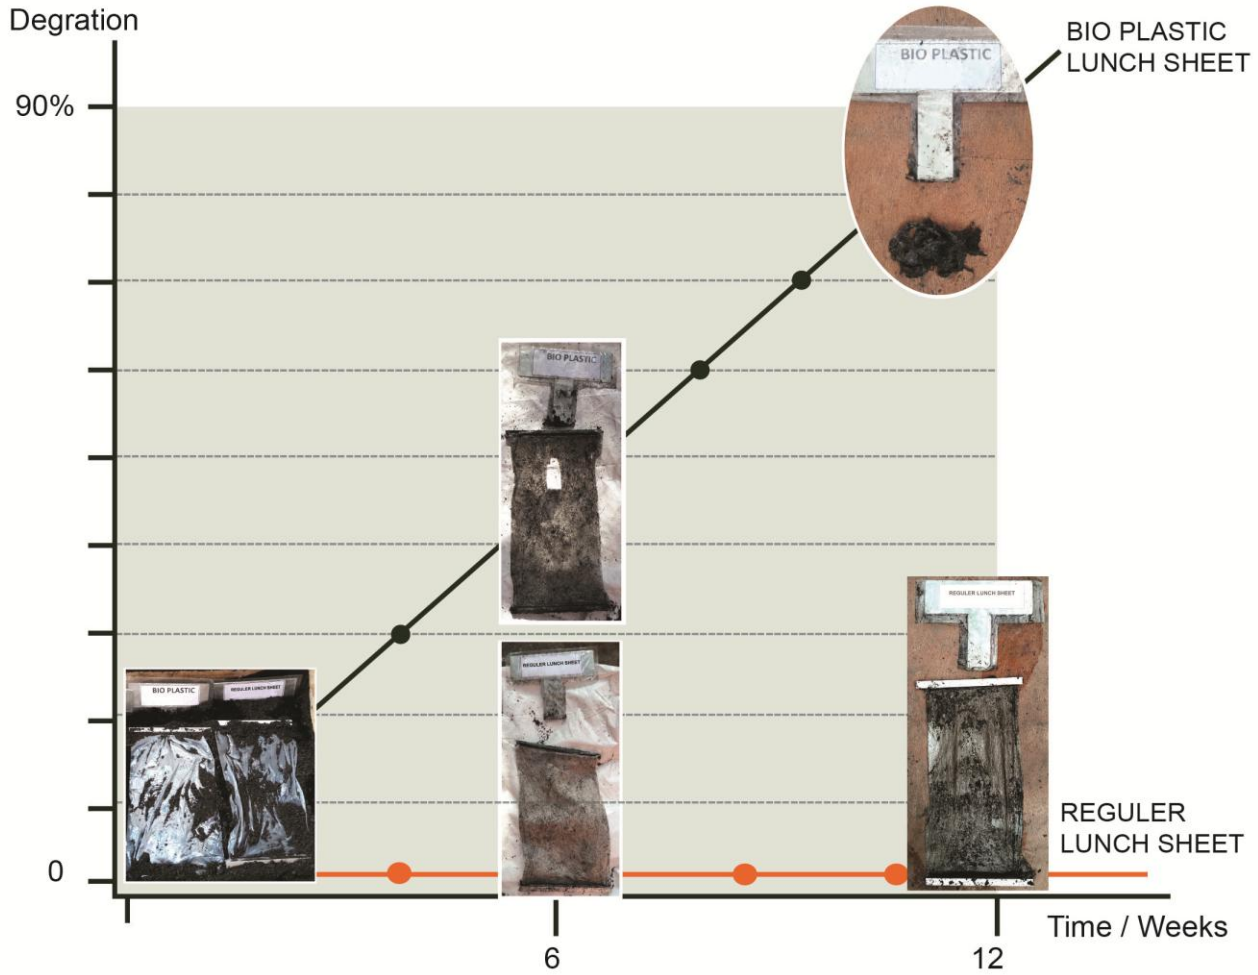 Degration
BIO PLASTIC
LUNCH SHEET
BIO PLASTIC
90%
BIO PLASTIC
REGULER LUNCH SHEET
REGULER LUNCH SHEET
BIO PLASTIC
REGULER LUNCH SHEET
REGULER
LUNCH SHEET
0
Time / Weeks
6
12